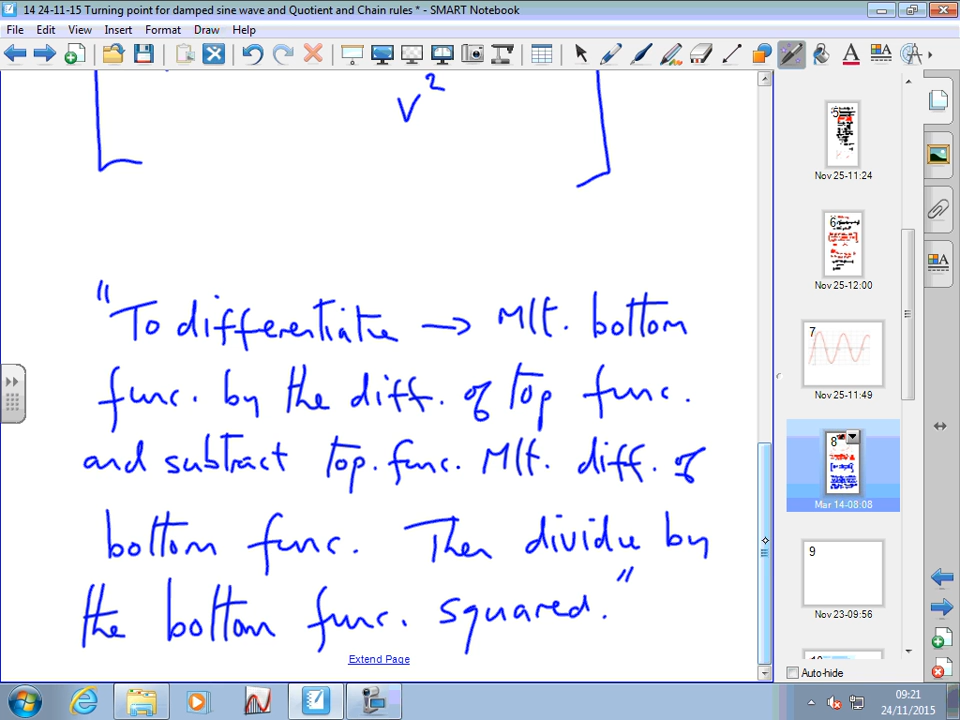 14 24-11-15 Turning point for damped sine wave and Quotient and Chain rules * - SMART Notebook
File Edit View Insert Format Draw Help
v²
"To differentiate → Mlt. bottom
func. by the diff. of top func.
and subtract top. func. Mlt. diff. of
bottom func. Then divide by
the bottom func. squared."
Extend Page
5
Nov 25-11:24
6
Nov 25-12:00
7
Nov 25-11:49
8
Mar 14-08:08
9
Nov 23-09:56
Auto-hide
09:21
24/11/2015